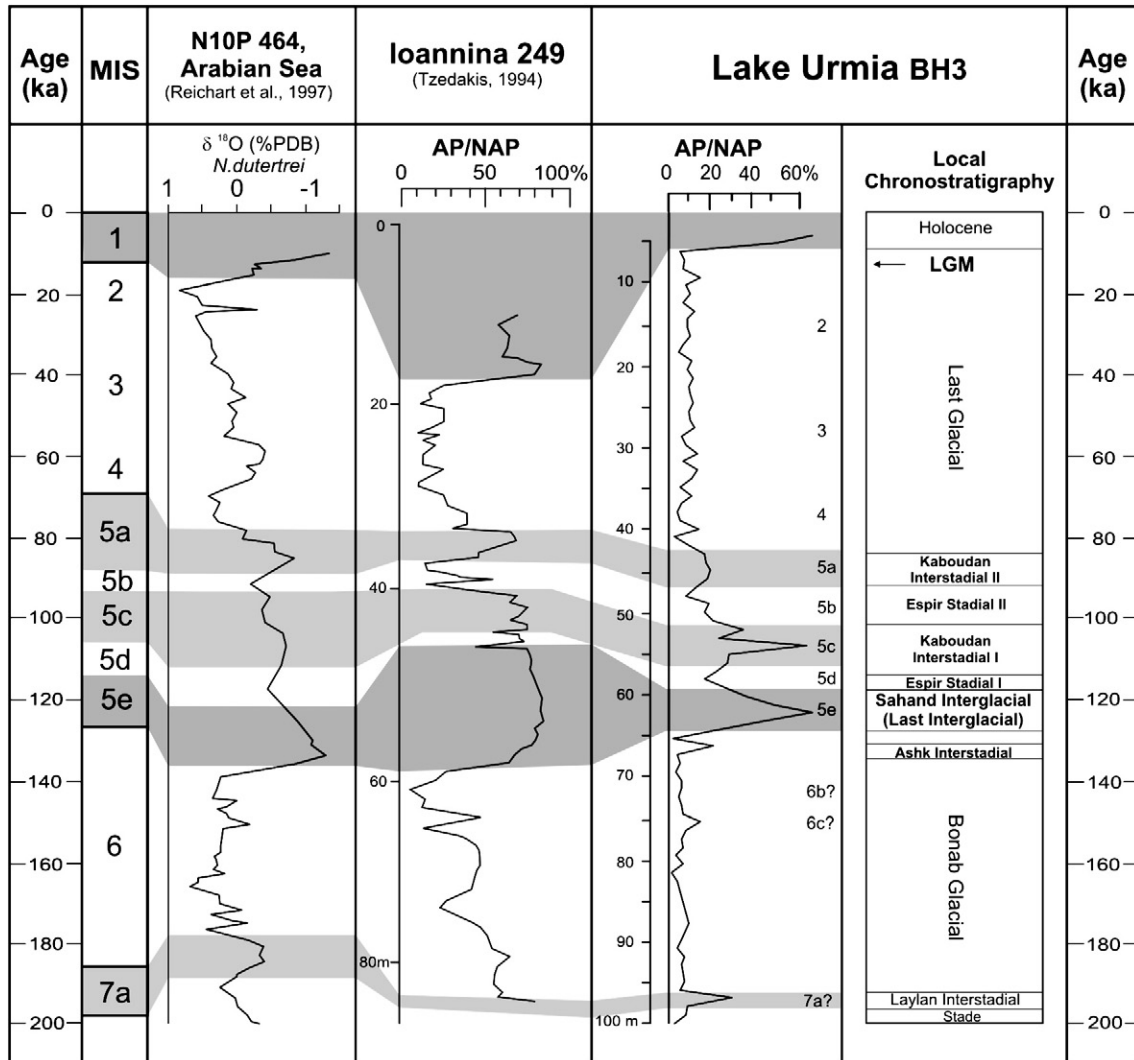 Age
(ka)
MIS
N10P 464,
Arabian Sea
(Reichart et al., 1997)
Ioannina 249
(Tzedakis, 1994)
Lake Urmia BH3
Age
(ka)
δ 18O (%PDB)
N.dutertrei
1 0 -1
AP/NAP
0 50 100%
AP/NAP
0 20 40 60%
Local
Chronostratigraphy
0
20
40
60
80
100
120
140
160
180
200
1
2
3
4
5a
5b
5c
5d
5e
6
7a
0
20
40
60
80m
10
20
30
40
50
60
70
80
90
100 m
2
3
4
5a
5b
5c
5d
5e
6b?
6c?
7a?
Holocene
LGM
Last Glacial
Kaboudan
Interstadial II
Espir Stadial II
Kaboudan
Interstadial I
Espir Stadial I
Sahand Interglacial
(Last Interglacial)
Ashk Interstadial
Bonab Glacial
Laylan Interstadial
Stade
0
20
40
60
80
100
120
140
160
180
200